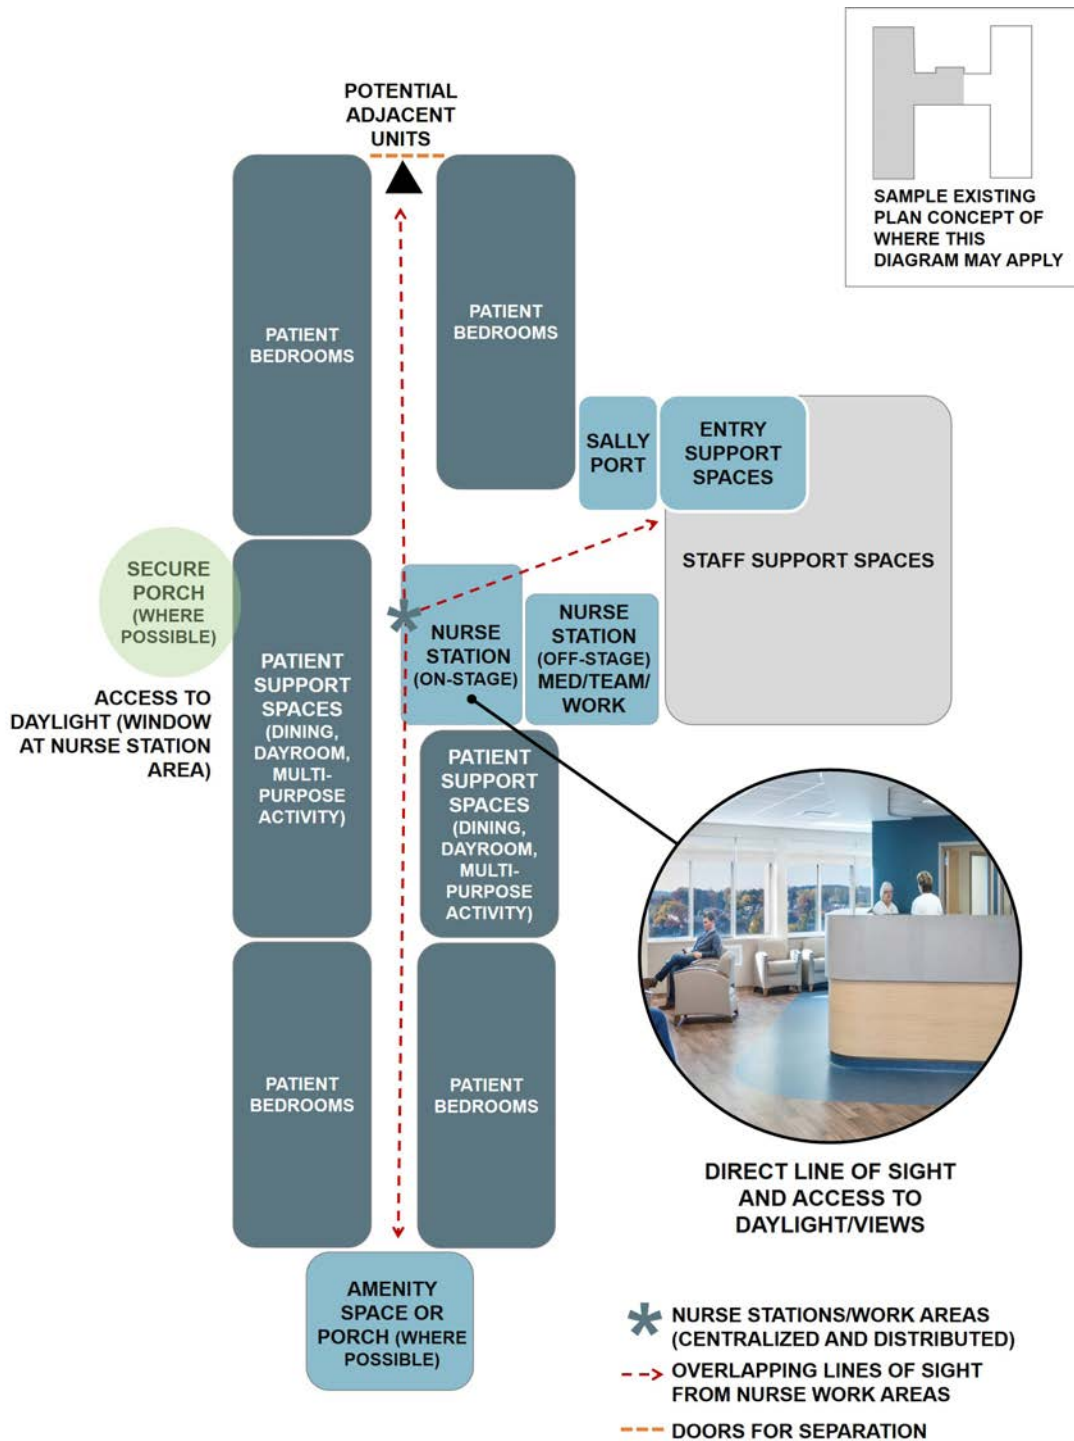 POTENTIAL
ADJACENT
UNITS
SAMPLE EXISTING
PLAN CONCEPT OF
WHERE THIS
DIAGRAM MAY APPLY
PATIENT
BEDROOMS
PATIENT
BEDROOMS
SALLY
PORT
ENTRY
SUPPORT
SPACES
STAFF SUPPORT SPACES
SECURE
PORCH
(WHERE
POSSIBLE)
ACCESS TO
DAYLIGHT (WINDOW
AT NURSE STATION
AREA)
PATIENT
SUPPORT
SPACES
(DINING,
DAYROOM,
MULTI-
PURPOSE
ACTIVITY)
NURSE
STATION
(ON-STAGE)
NURSE
STATION
(OFF-STAGE)
MED/TEAM/
WORK
PATIENT
SUPPORT
SPACES
(DINING,
DAYROOM,
MULTI-
PURPOSE
ACTIVITY)
PATIENT
BEDROOMS
PATIENT
BEDROOMS
DIRECT LINE OF SIGHT
AND ACCESS TO
DAYLIGHT/VIEWS
AMENITY
SPACE OR
PORCH (WHERE
POSSIBLE)
NURSE STATIONS/WORK AREAS
(CENTRALIZED AND DISTRIBUTED)
OVERLAPPING LINES OF SIGHT
FROM NURSE WORK AREAS
DOORS FOR SEPARATION